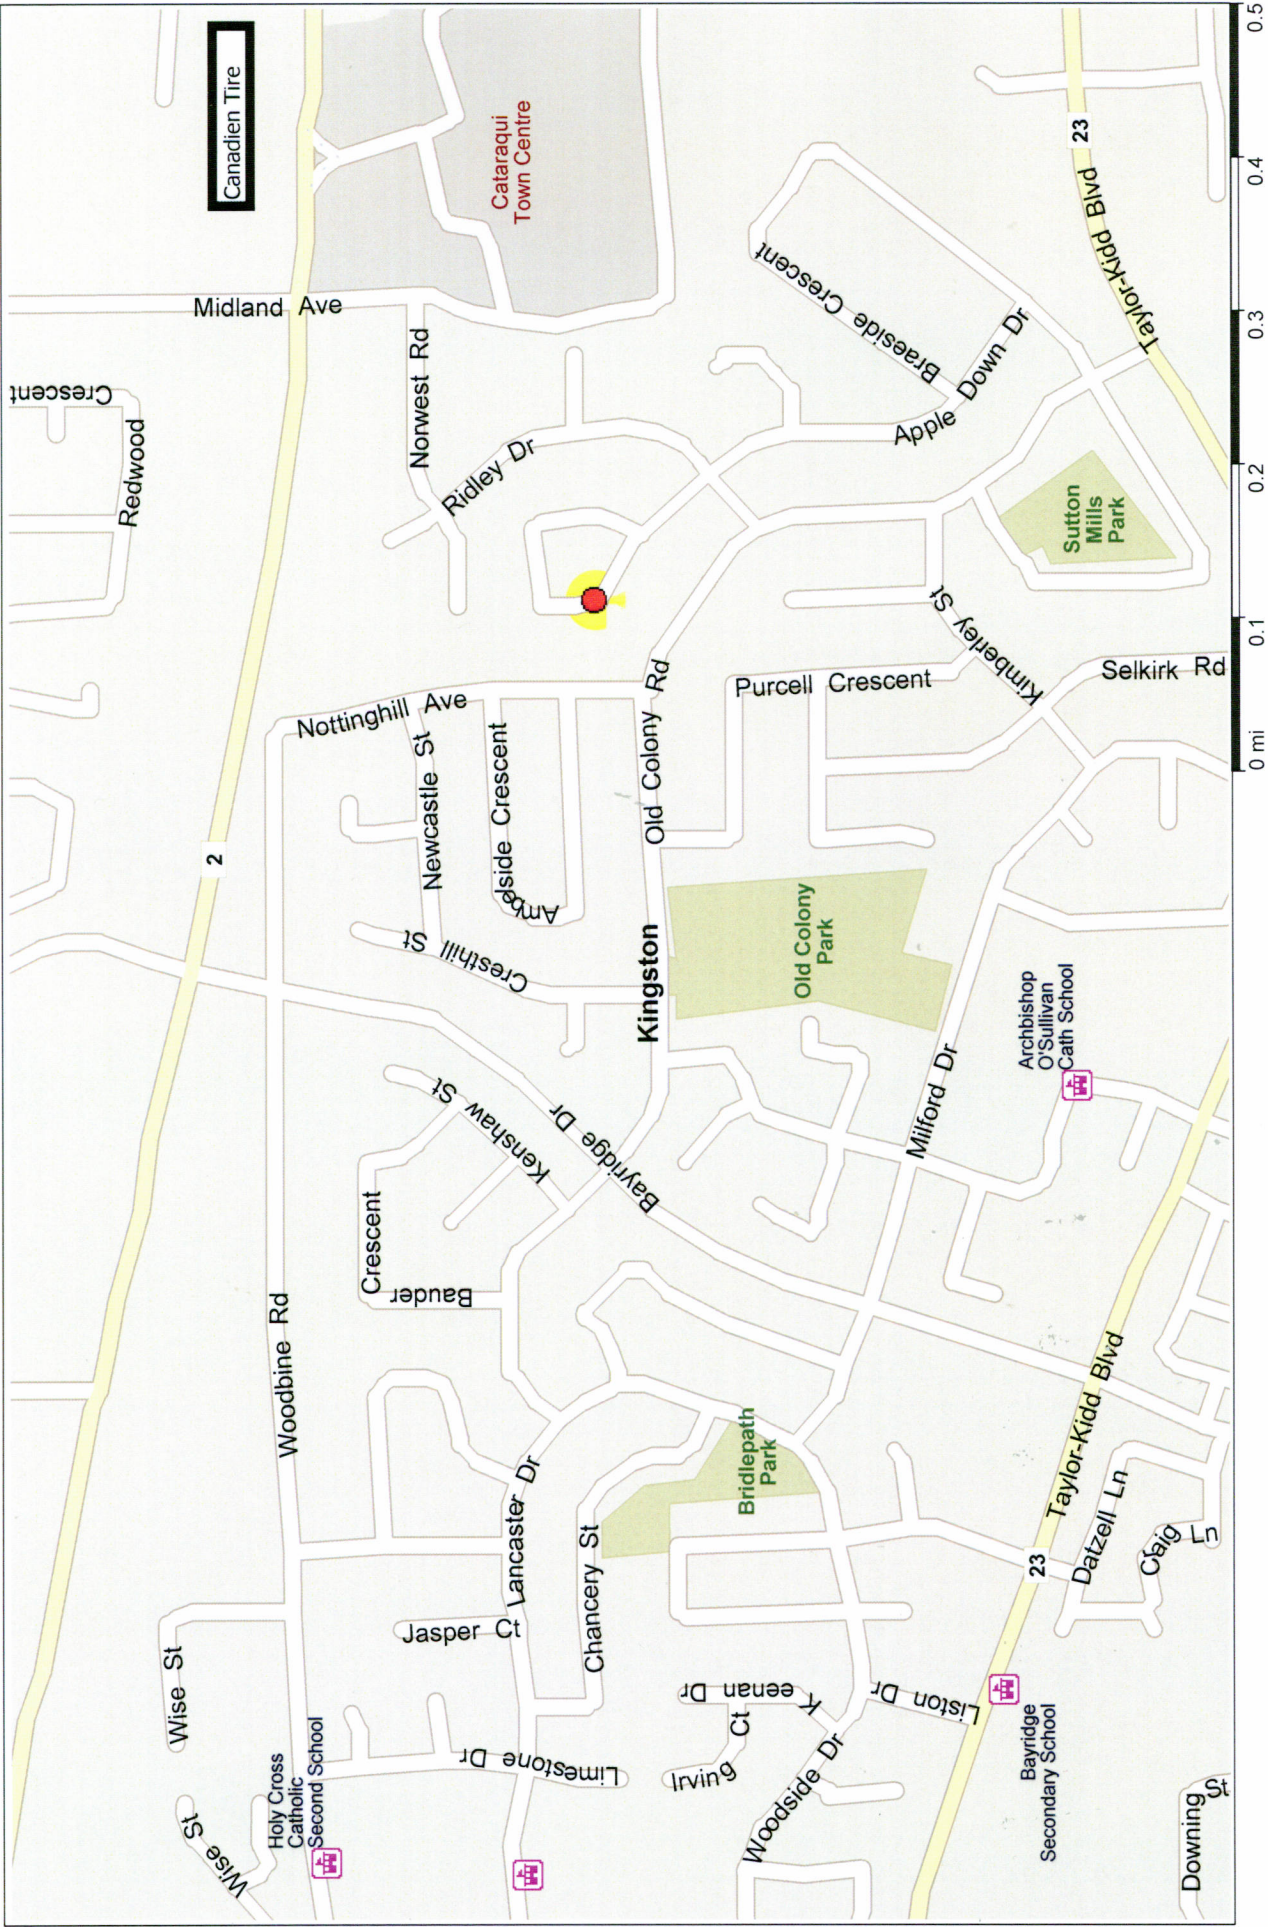 Canadien Tire
Cataraqui
Town Centre
Midland Ave
Crescent
Redwood
Norwest Rd
Ridley Dr
Braeside Crescent
Apple Down Dr
Taylor-Kidd Blvd
23
Sutton
Mills
Park
Kimberley St
Selkirk Rd
Purcell Crescent
Old Colony Rd
Nottinghill Ave
Newcastle St
Ambelside Crescent
Cresthill St
2
Kingston
Old Colony
Park
Archbishop
O'Sullivan
Cath School
Milford Dr
Bayridge Dr
Kenshaw St
Bauder
Crescent
Woodbine Rd
Lancaster Dr
Chancery St
Bridlepath
Park
Taylor-Kidd Blvd
23
Datzell Ln
Craig Ln
Jasper Ct
Wise St
Wise St
Holy Cross
Catholic
Second School
Limestone Dr
Keenan Dr
Irving Ct
Liston Dr
Woodside Dr
Bayridge
Secondary School
Downing St
0 mi
0.1
0.2
0.3
0.4
0.5